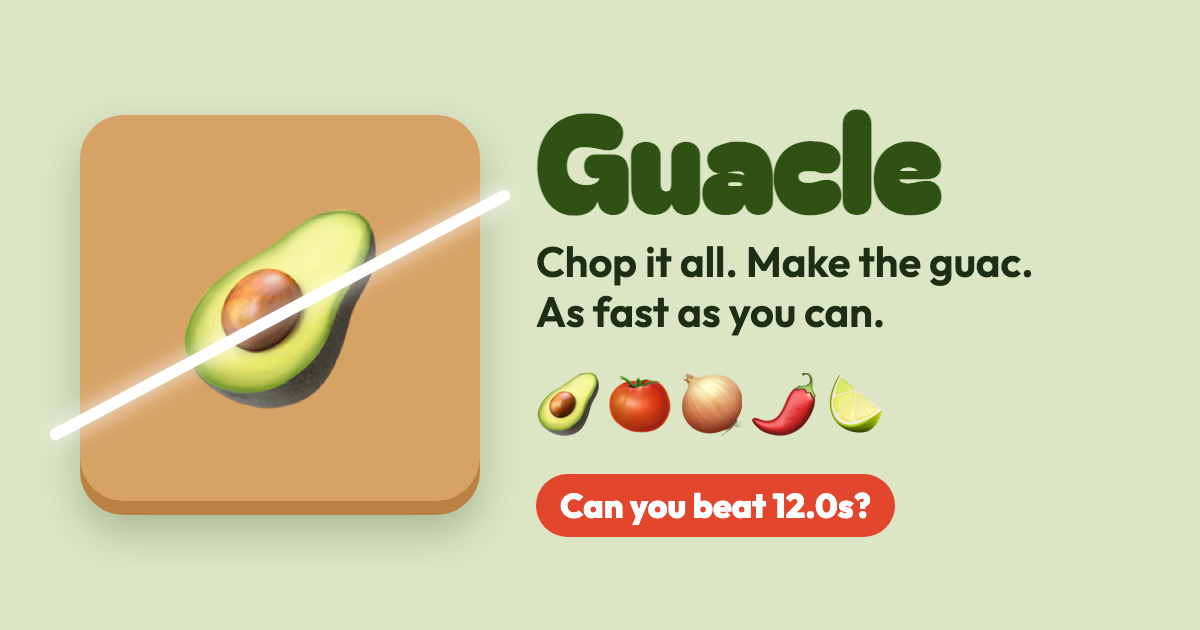 Guacle
Chop it all. Make the guac.
As fast as you can.
Can you beat 12.0s?